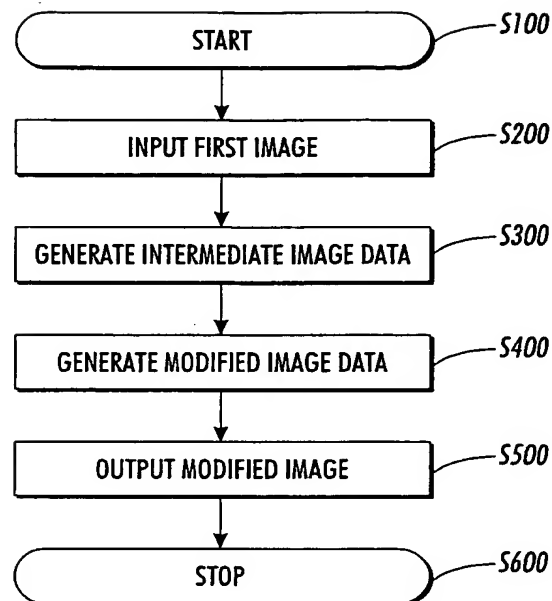 START
S100
INPUT FIRST IMAGE
S200
GENERATE INTERMEDIATE IMAGE DATA
S300
GENERATE MODIFIED IMAGE DATA
S400
OUTPUT MODIFIED IMAGE
S500
STOP
S600